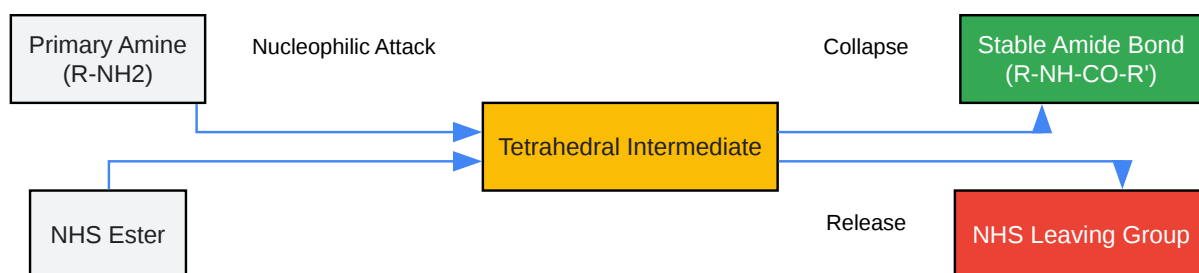 Primary Amine
(R-NH2)
Nucleophilic Attack
Collapse
Stable Amide Bond
(R-NH-CO-R')
Tetrahedral Intermediate
NHS Ester
Release
NHS Leaving Group